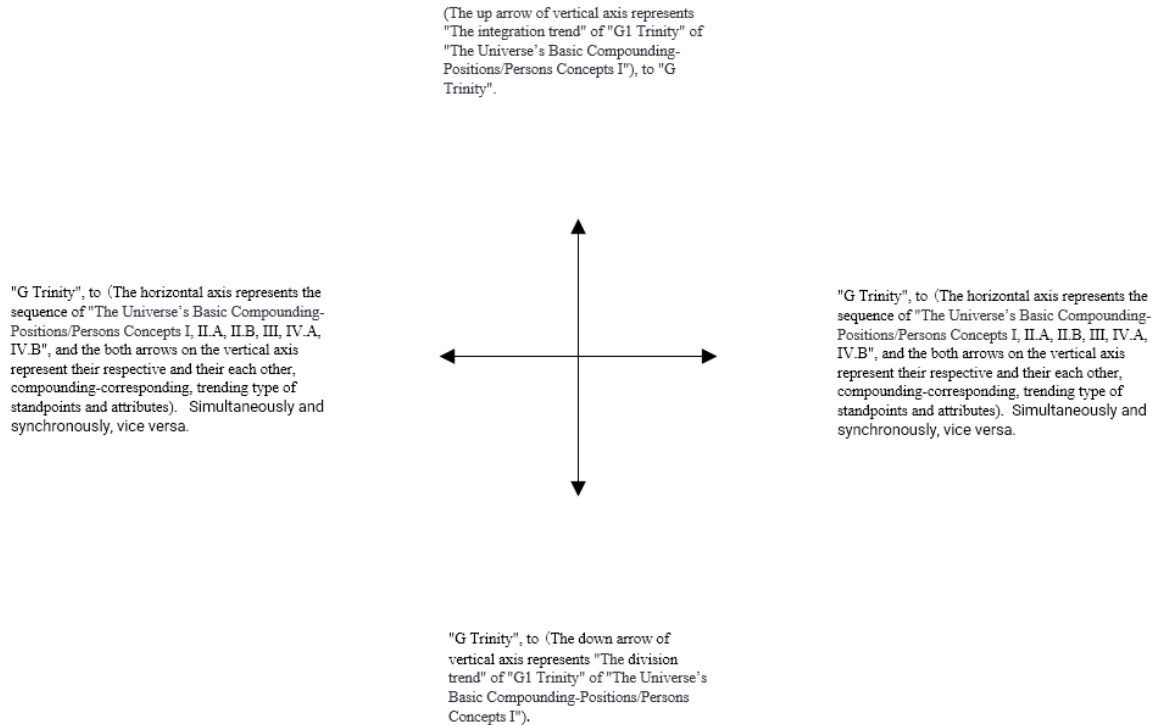 (The up arrow of vertical axis represents
"The integration trend" of "G1 Trinity" of
"The Universe’s Basic Compounding-
Positions/Persons Concepts I"), to "G
Trinity".
"G Trinity", to (The horizontal axis represents the
sequence of "The Universe’s Basic Compounding-
Positions/Persons Concepts I, II.A, II.B, III, IV.A,
IV.B", and the both arrows on the vertical axis
represent their respective and their each other,
compounding-corresponding, trending type of
standpoints and attributes). Simultaneously and
synchronously, vice versa.
"G Trinity", to (The horizontal axis represents the
sequence of "The Universe’s Basic Compounding-
Positions/Persons Concepts I, II.A, II.B, III, IV.A,
IV.B", and the both arrows on the vertical axis
represent their respective and their each other,
compounding-corresponding, trending type of
standpoints and attributes). Simultaneously and
synchronously, vice versa.
"G Trinity", to (The down arrow of
vertical axis represents "The division
trend" of "G1 Trinity" of "The Universe’s
Basic Compounding-Positions/Persons
Concepts I").